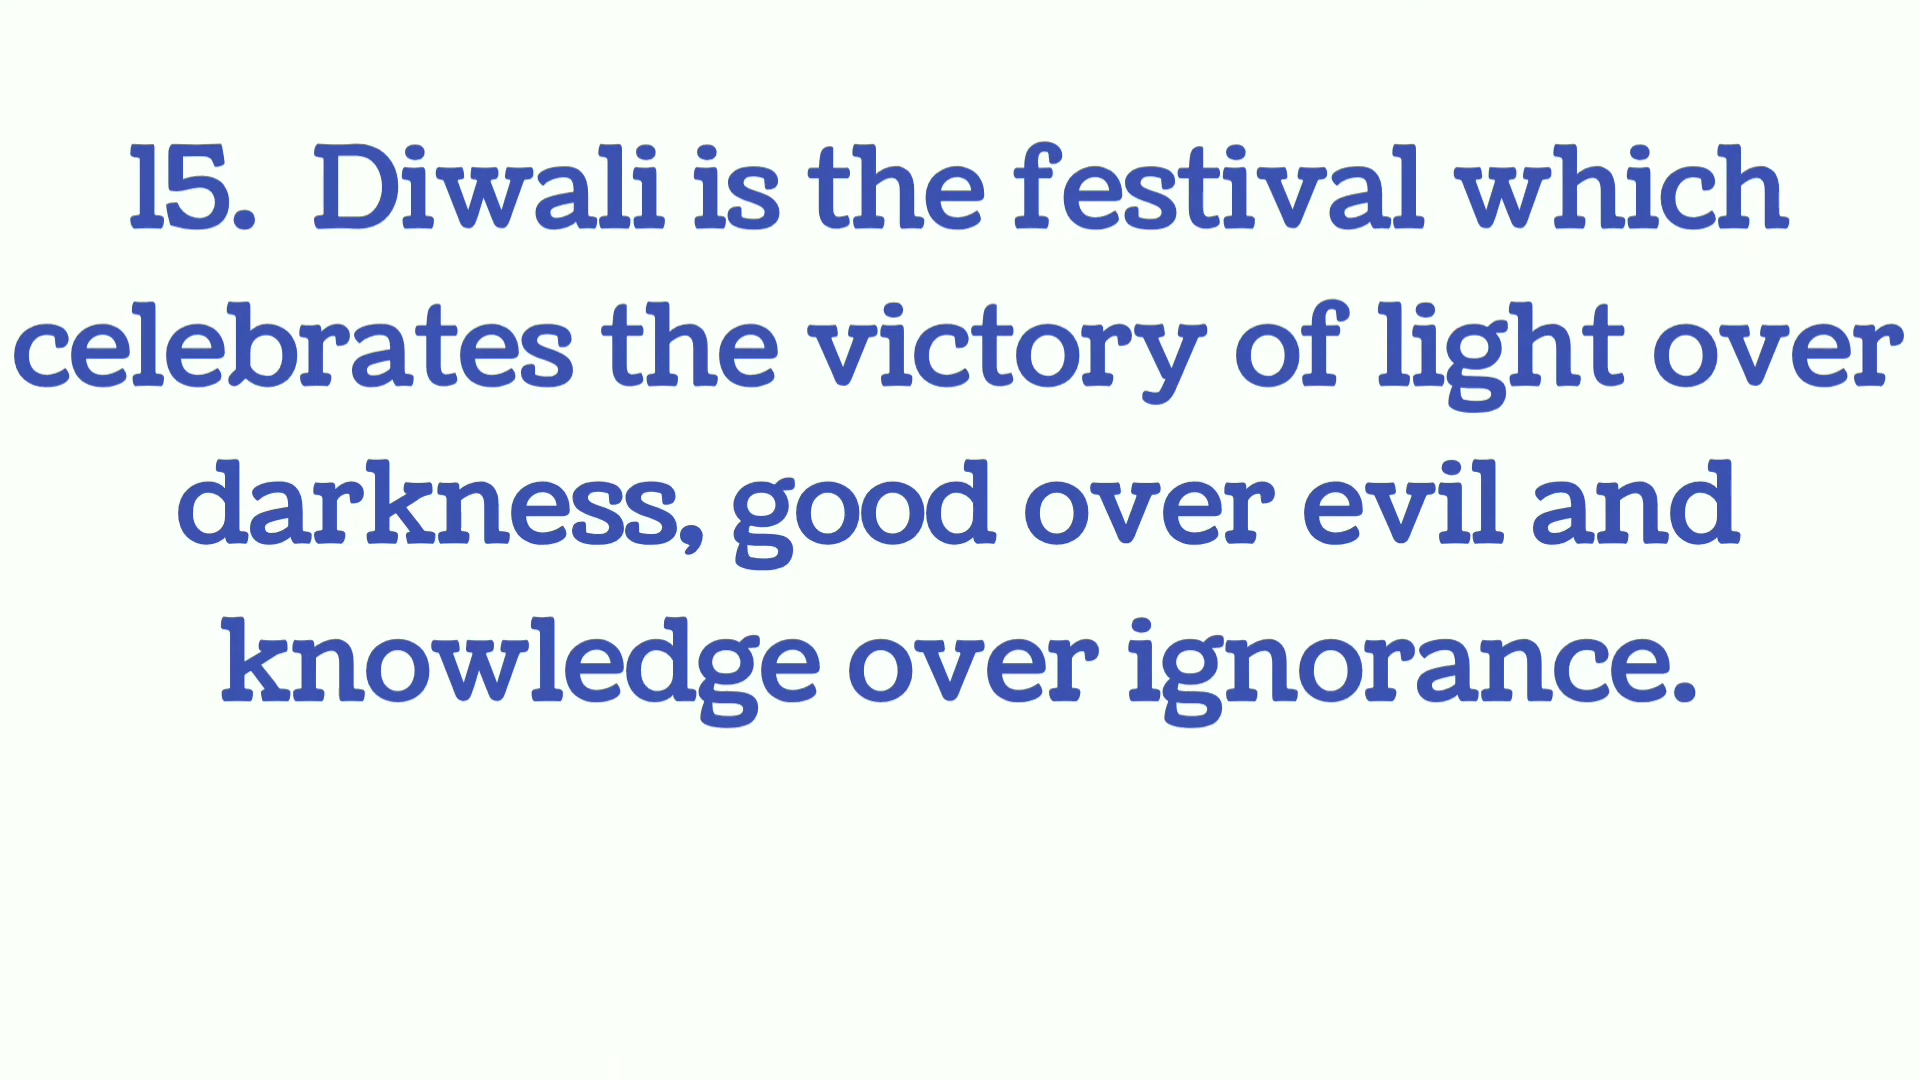 15.  Diwali is the festival which
celebrates the victory of light over
darkness, good over evil and
knowledge over ignorance.